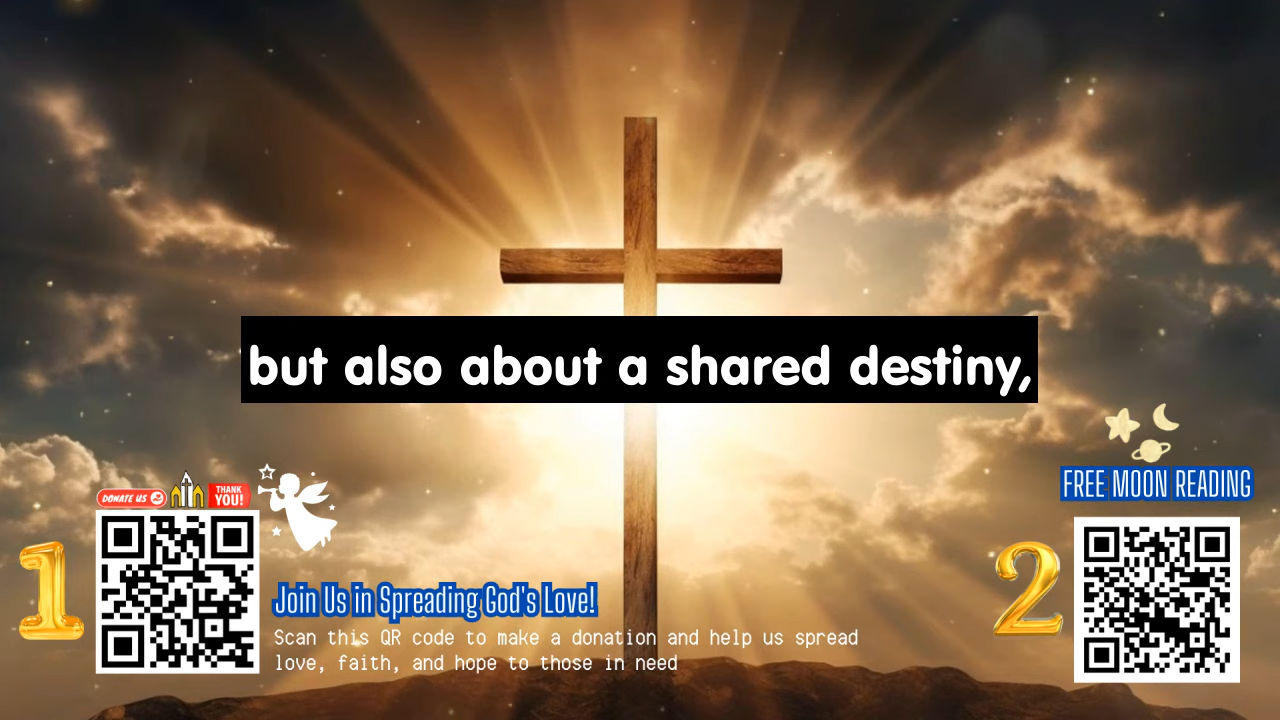 but also about a shared destiny,
DONATE US
THANK
YOU!
FREE MOON READING
1
2
Join Us in Spreading God's Love!
Scan this QR code to make a donation and help us spread
love, faith, and hope to those in need